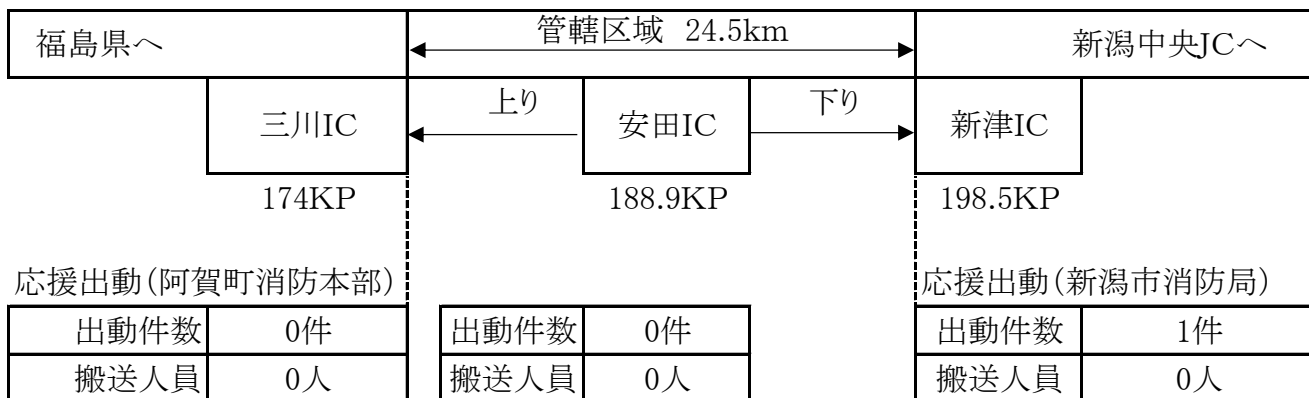 福島県へ 管轄区域 24.5km 新潟中央JCへ
三川IC 上り 安田IC 下り 新津IC
174KP 188.9KP 198.5KP
応援出動(阿賀町消防本部) 応援出動(新潟市消防局)
出動件数 0件 出動件数 0件 出動件数 1件
搬送人員 0人 搬送人員 0人 搬送人員 0人